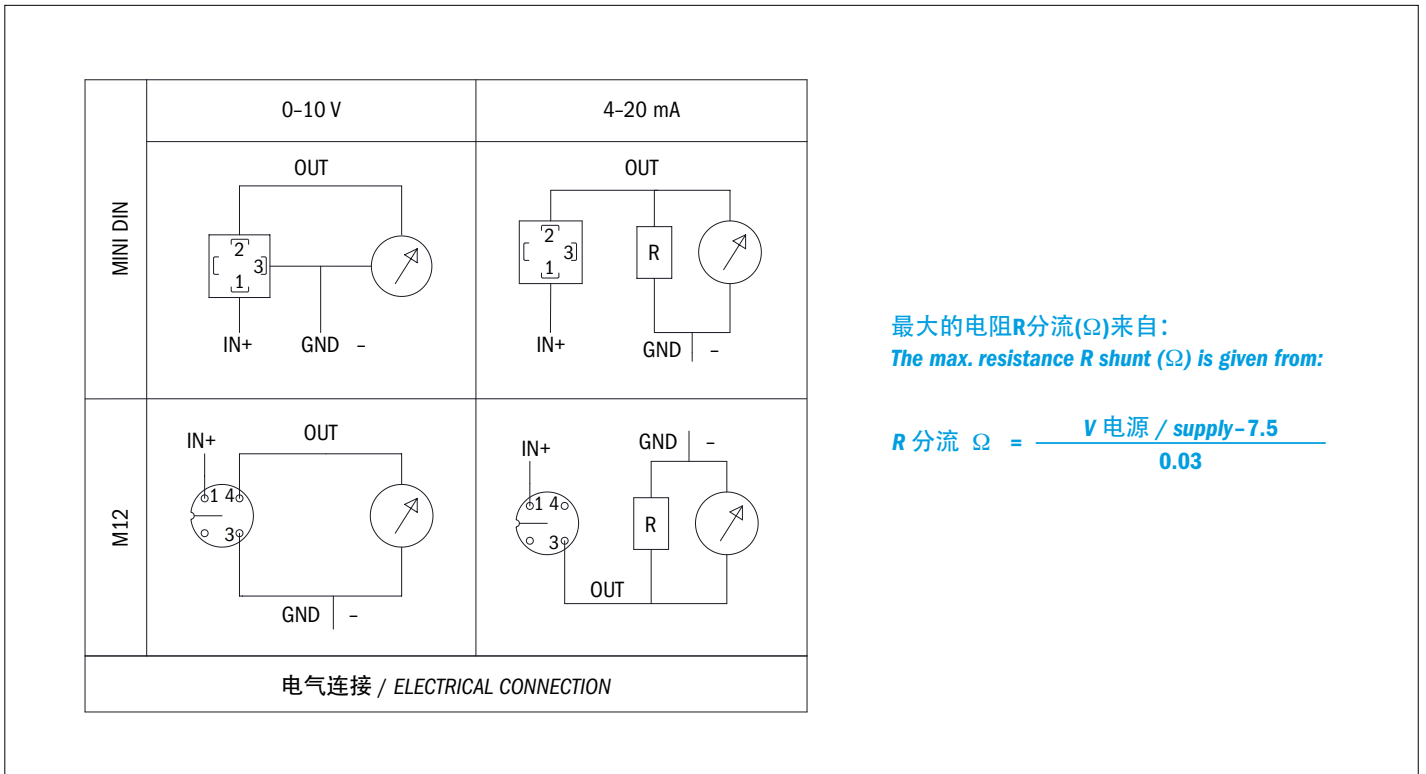 0–10 V
4–20 mA
MINI DIN
OUT
2
3
1
IN+
GND –
OUT
2
3
1
R
IN+
GND –
M12
IN+
OUT
1 4
3
GND –
IN+
GND –
1 4
3
R
OUT
电气连接 / ELECTRICAL CONNECTION
最大的电阻R分流(Ω)来自：
The max. resistance R shunt (Ω) is given from:
R 分流 Ω = V 电源 / supply–7.5
0.03